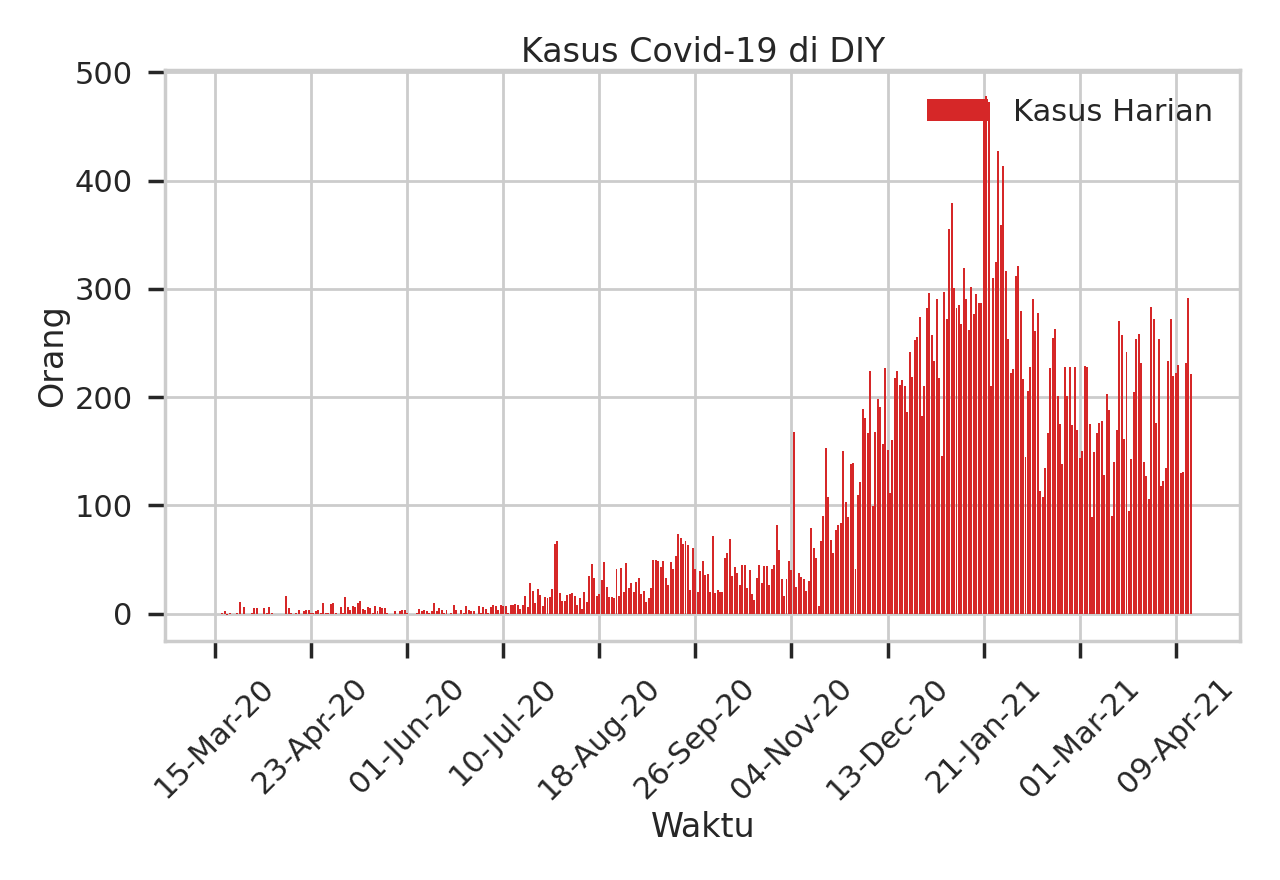 Kasus Covid-19 di DIY
Kasus Harian
Orang
500
400
300
200
100
0
15-Mar-20
23-Apr-20
01-Jun-20
10-Jul-20
18-Aug-20
26-Sep-20
04-Nov-20
13-Dec-20
21-Jan-21
01-Mar-21
09-Apr-21
Waktu